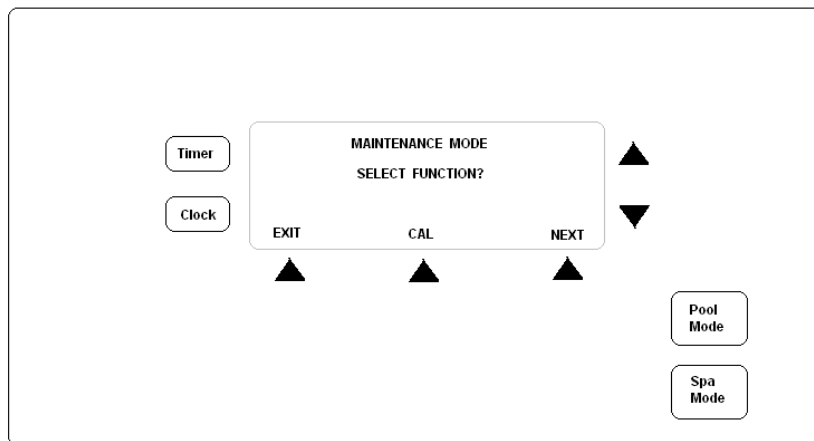 Timer
Clock
MAINTENANCE MODE
SELECT FUNCTION?
EXIT CAL NEXT
Pool
Mode
Spa
Mode